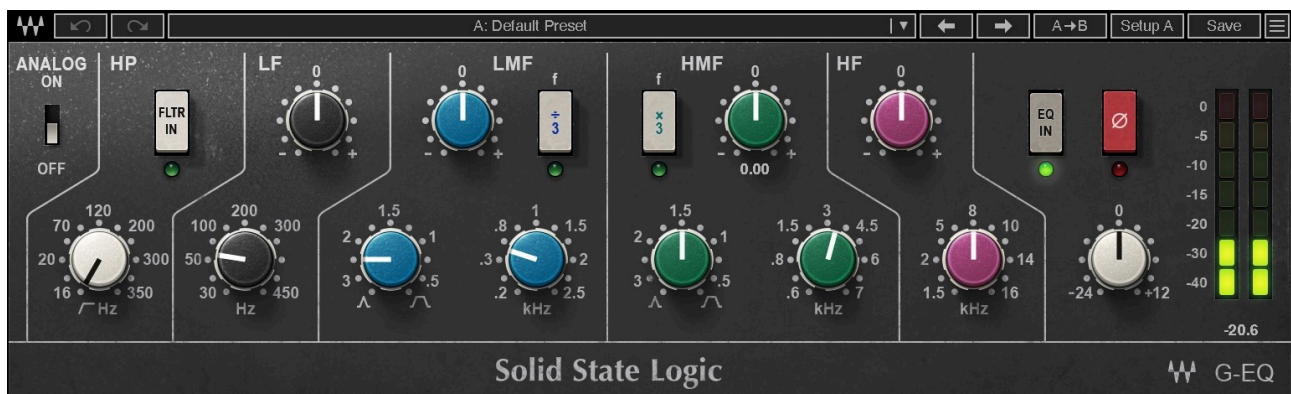 A: Default Preset
A→B
Setup A
Save
ANALOG
ON
OFF
HP
FLTR
IN
16 20 70 120 200 300 350
Hz
LF
0
- +
30 50 100 200 300 450
Hz
LMF
0
- +
f
÷
3
3 2 1.5 1 .5
.2 .3 .8 1 1.5 2 2.5
kHz
HMF
f
×
3
0
- +
0.00
3 2 1.5 1 .5
.6 .8 1.5 3 4.5 6 7
kHz
HF
0
- +
1.5 2 5 8 10 14 16
kHz
EQ
IN
Ø
0
-24 +12
0
-5
-10
-15
-20
-30
-40
-20.6
Solid State Logic
G-EQ